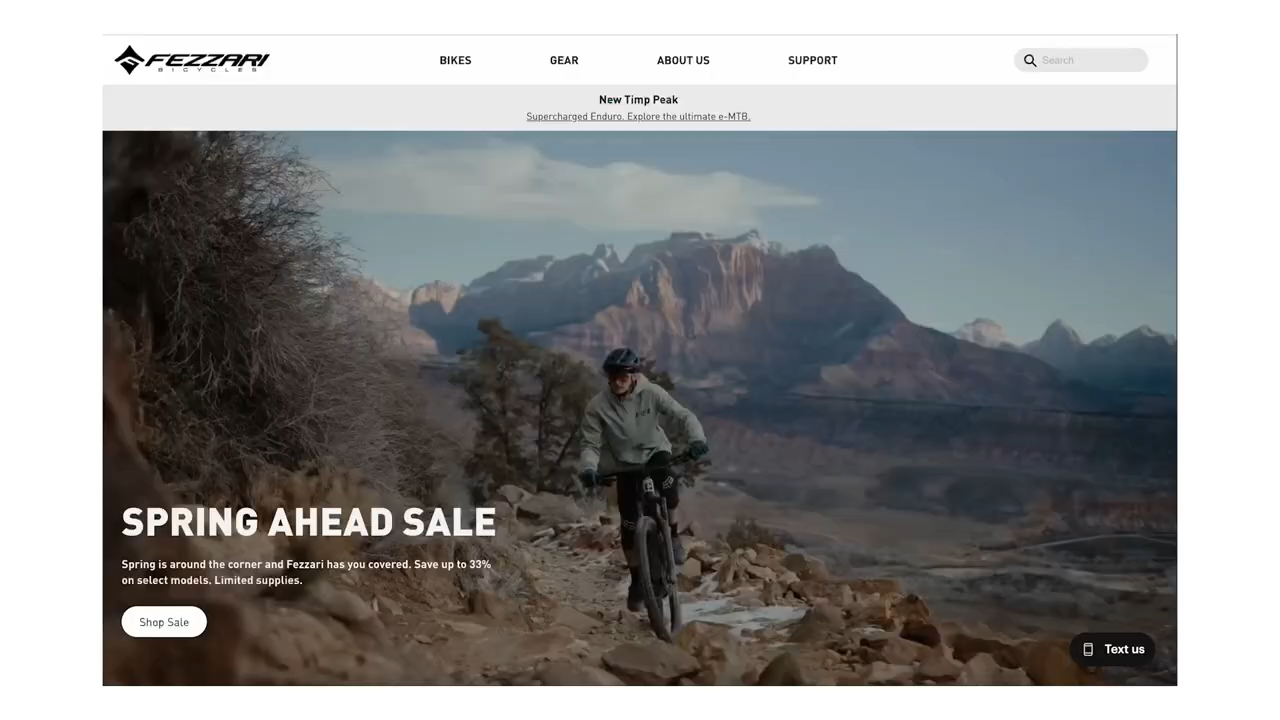 FEZZARI
BICYCLES
BIKES
GEAR
ABOUT US
SUPPORT
Search
New Timp Peak
Supercharged Enduro. Explore the ultimate e-MTB.
FOX
SPRING AHEAD SALE
Spring is around the corner and Fezzari has you covered. Save up to 33%
on select models. Limited supplies.
Shop Sale
Text us